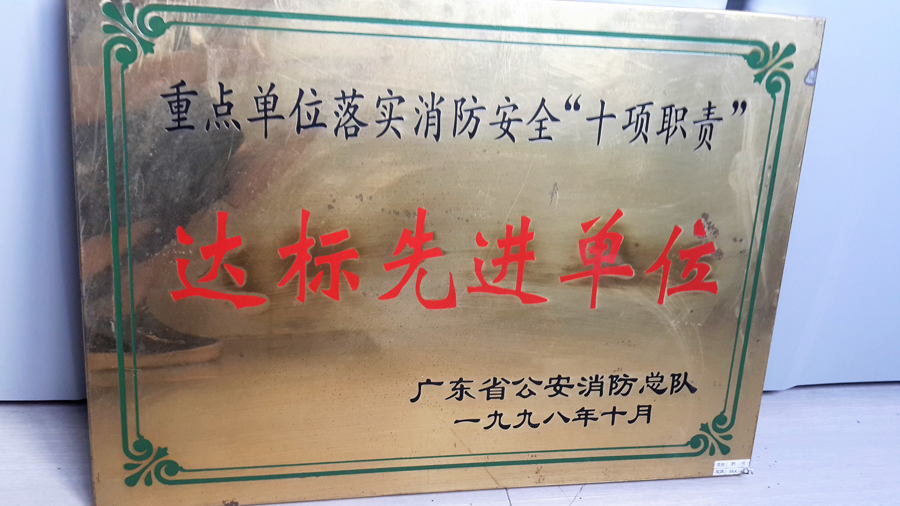 重点单位落实消防安全“十项职责”
达标先进单位
广东省公安消防总队
一九九八年十月